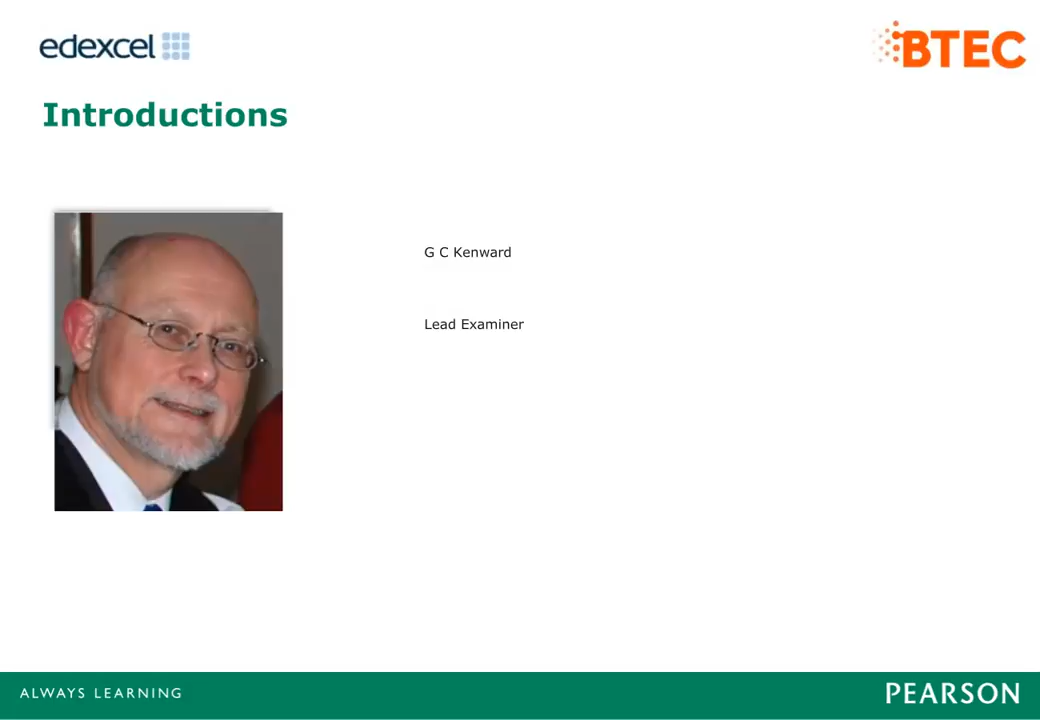 edexcel
BTEC
Introductions
G C Kenward
Lead Examiner
ALWAYS LEARNING
PEARSON